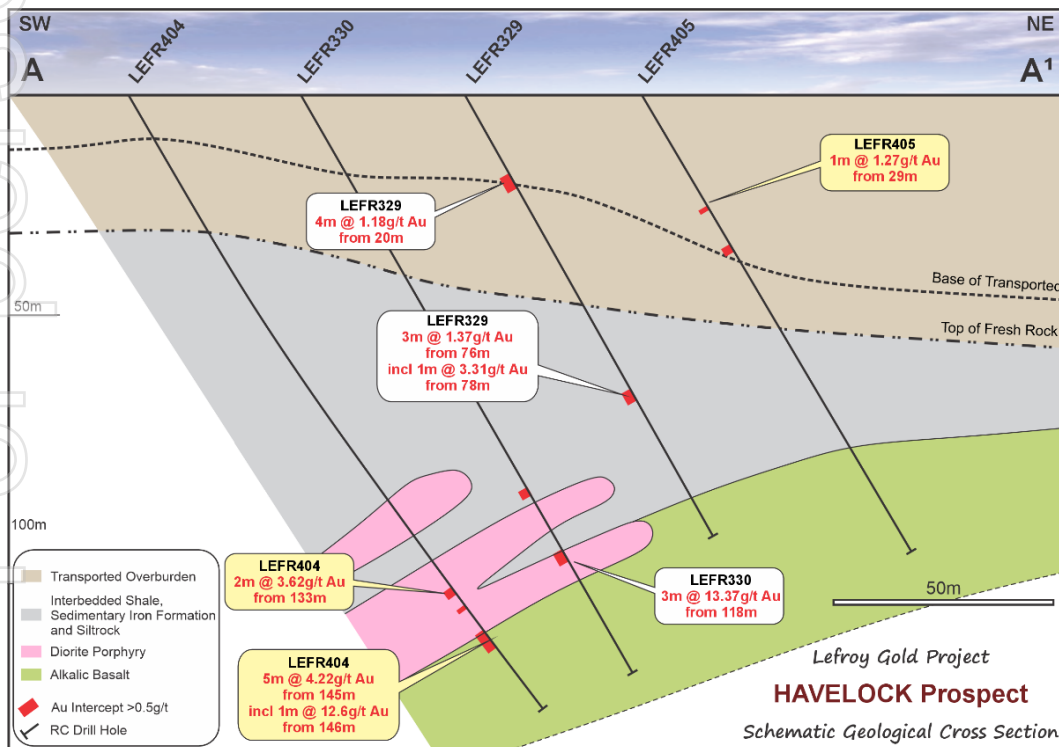 SW
NE
A
A¹
LEFR404
LEFR330
LEFR329
LEFR405
LEFR405
1m @ 1.27g/t Au
from 29m
LEFR329
4m @ 1.18g/t Au
from 20m
Base of Transported
Top of Fresh Rock
50m
LEFR329
3m @ 1.37g/t Au
from 76m
incl 1m @ 3.31g/t Au
from 78m
100m
LEFR404
2m @ 3.62g/t Au
from 133m
LEFR330
3m @ 13.37g/t Au
from 118m
50m
LEFR404
5m @ 4.22g/t Au
from 145m
incl 1m @ 12.6g/t Au
from 146m
Transported Overburden
Interbedded Shale,
Sedimentary Iron Formation
and Siltrock
Diorite Porphyry
Alkalic Basalt
Au Intercept >0.5g/t
RC Drill Hole
Lefroy Gold Project
HAVELOCK Prospect
Schematic Geological Cross Section